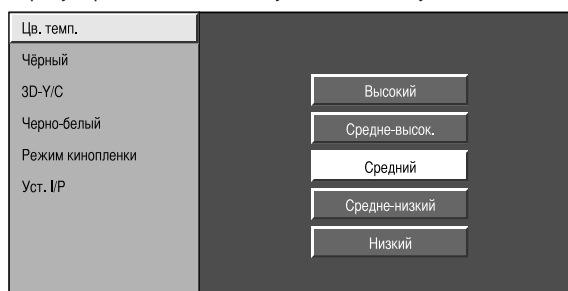 Цв. темп.
Чёрный
3D-Y/C
Черно-белый
Режим кинопленки
Уст. I/P
Высокий
Средне-высок.
Средний
Средне-низкий
Низкий